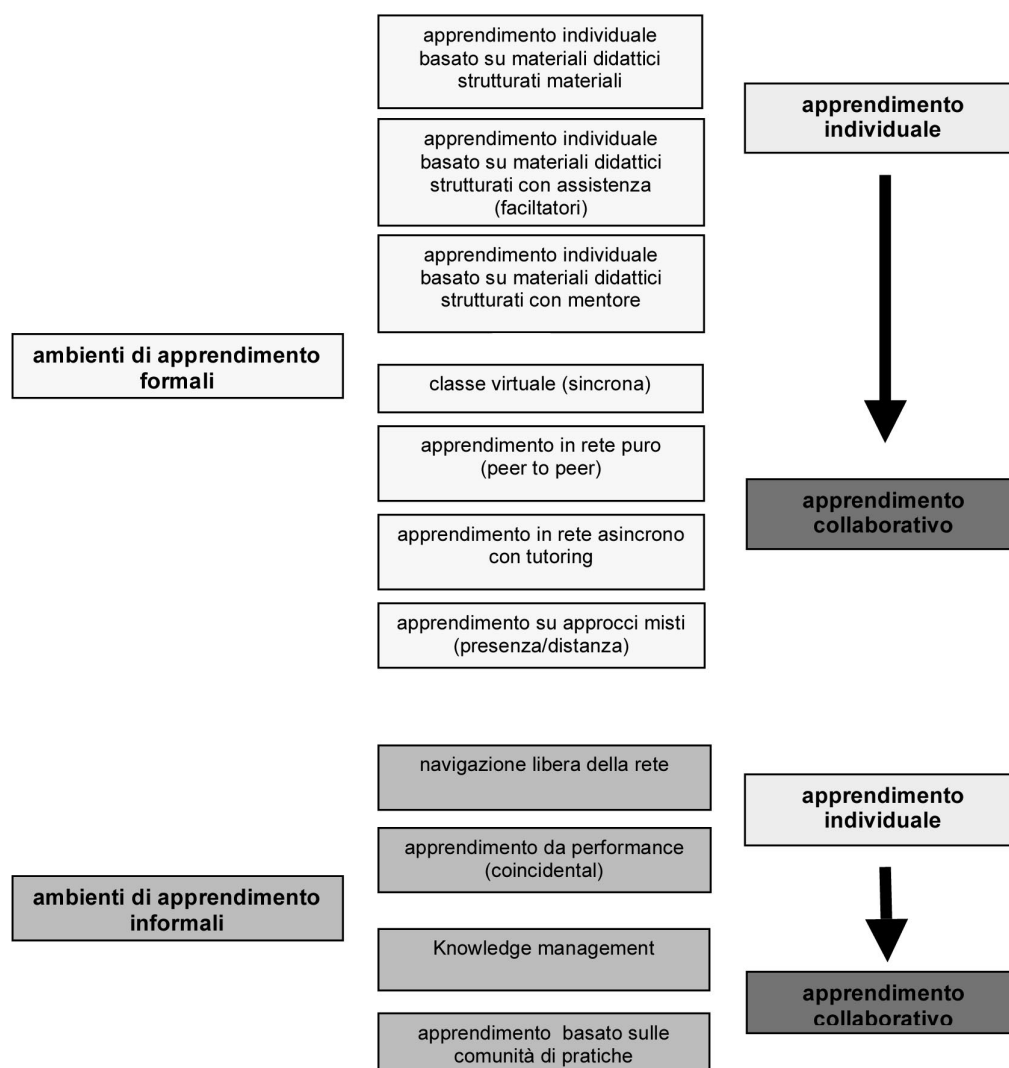 apprendimento individuale
basato su materiali didattici
strutturati materiali
apprendimento
individuale
apprendimento individuale
basato su materiali didattici
strutturati con assistenza
(faciltatori)
apprendimento individuale
basato su materiali didattici
strutturati con mentore
ambienti di apprendimento
formali
classe virtuale (sincrona)
apprendimento in rete puro
(peer to peer)
apprendimento
collaborativo
apprendimento in rete asincrono
con tutoring
apprendimento su approcci misti
(presenza/distanza)
navigazione libera della rete
apprendimento
individuale
apprendimento da performance
(coincidental)
ambienti di apprendimento
informali
Knowledge management
apprendimento
collaborativo
apprendimento basato sulle
comunità di pratiche